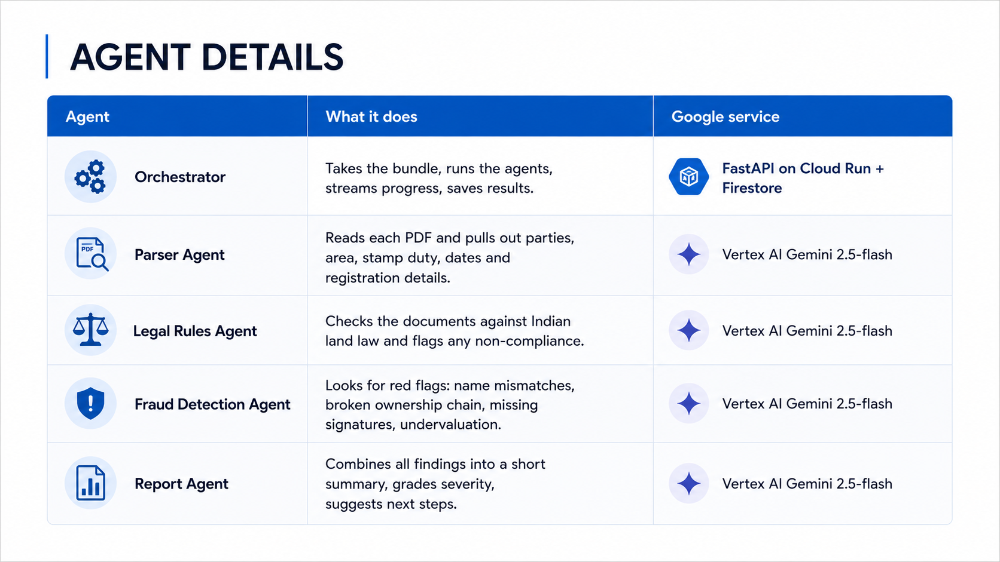 AGENT DETAILS
Agent
What it does
Google service
Orchestrator
Takes the bundle, runs the agents,
streams progress, saves results.
FastAPI on Cloud Run +
Firestore
PDF
Parser Agent
Reads each PDF and pulls out parties,
area, stamp duty, dates and
registration details.
Vertex AI Gemini 2.5-flash
Legal Rules Agent
Checks the documents against Indian
land law and flags any non-compliance.
Vertex AI Gemini 2.5-flash
Fraud Detection Agent
Looks for red flags: name mismatches,
broken ownership chain, missing
signatures, undervaluation.
Vertex AI Gemini 2.5-flash
Report Agent
Combines all findings into a short
summary, grades severity,
suggests next steps.
Vertex AI Gemini 2.5-flash